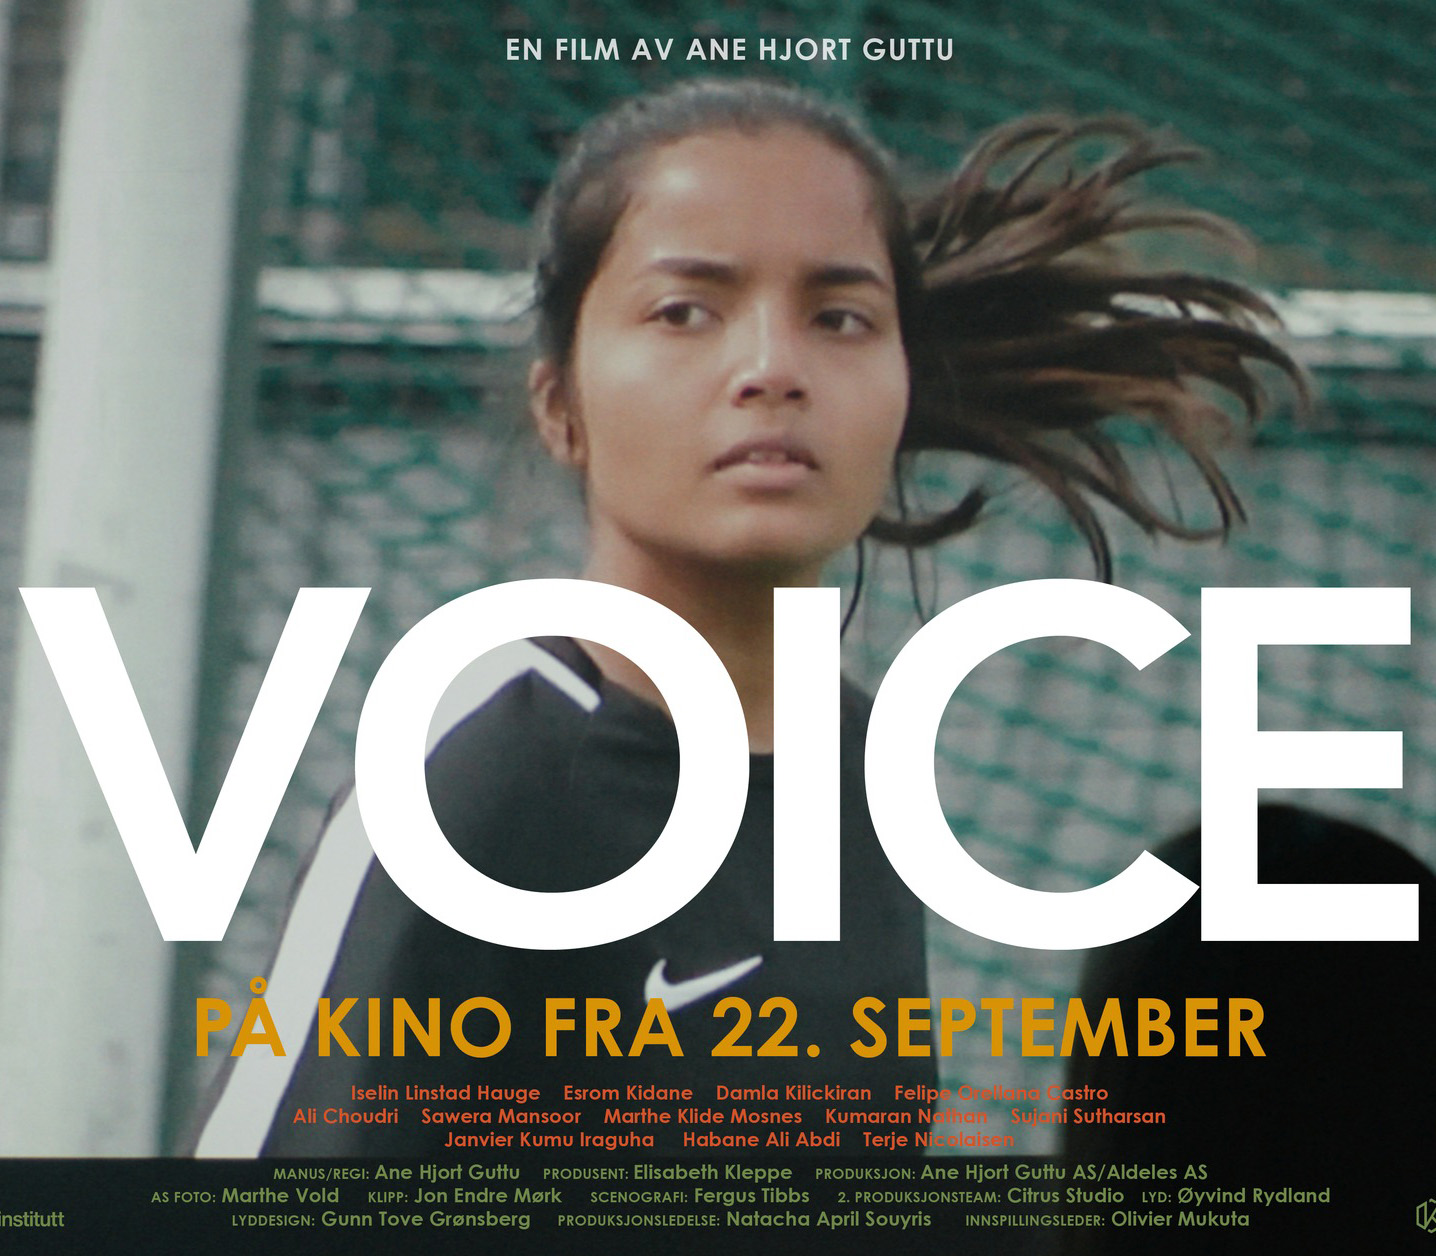 EN FILM AV ANE HJORT GUTTU
VOICE
PÅ KINO FRA 22. SEPTEMBER
Iselin Linstad Hauge Esrom Kidane Damla Kilickiran Felipe Orellana Castro
Ali Choudri Sawera Mansoor Marthe Klide Mosnes Kumaran Nathan Sujani Sutharsan
Janvier Kumu Iraguha Habane Ali Abdi Terje Nicolaisen
MANUS/REGI: Ane Hjort Guttu PRODUSENT: Elisabeth Kleppe PRODUKSJON: Ane Hjort Guttu AS/Aldeles AS
AS FOTO: Marthe Vold KLIPP: Jon Endre Mørk SCENOGRAFI: Fergus Tibbs 2. PRODUKSJONSTEAM: Citrus Studio LYD: Øyvind Rydland
institutt LYDDESIGN: Gunn Tove Grønsberg PRODUKSJONSLEDELSE: Natacha April Souyris INNSPILLINGSLEDER: Olivier Mukuta